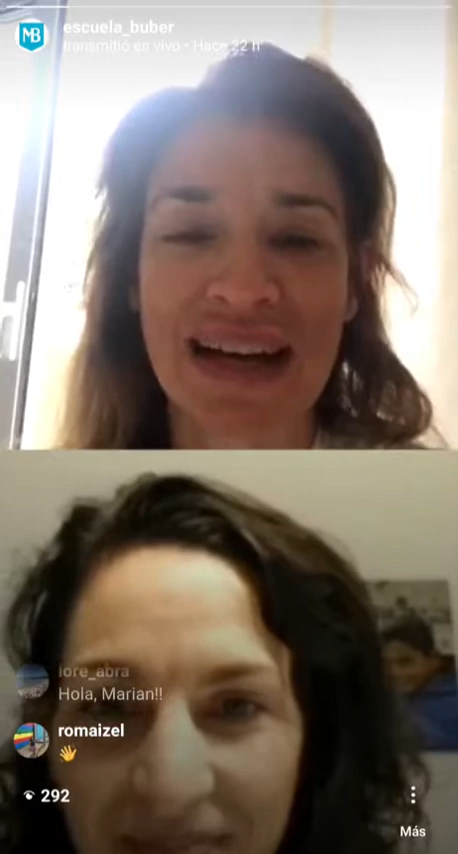 MB
escuela_buber
transmitió en vivo • Hace 22 h
lore_abra
Hola, Marian!!
romaizel
👋
292
Más